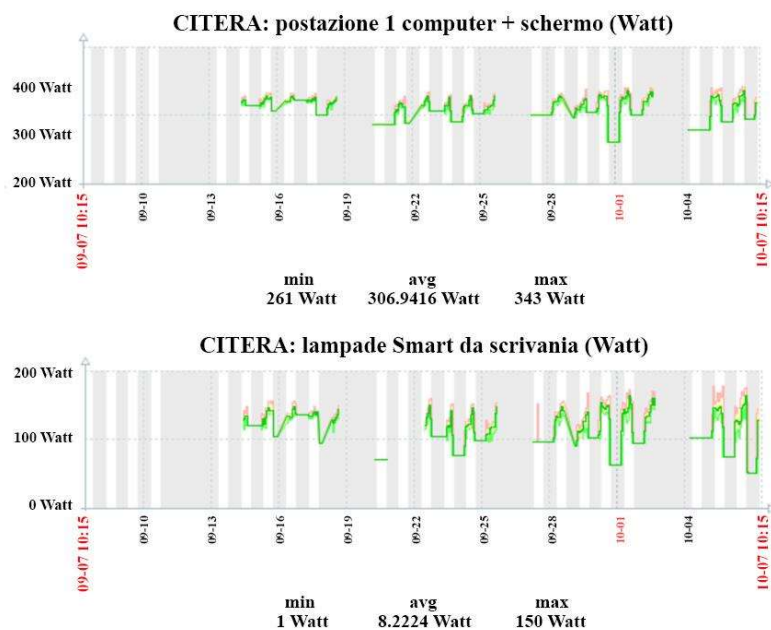 CITERA: postazione 1 computer + schermo (Watt)
400 Watt
300 Watt
200 Watt
09-07 10:15
09-10
09-13
09-16
09-19
09-22
09-25
09-28
10-01
10-04
10-07 10:15
min avg max
261 Watt 306.9416 Watt 343 Watt
CITERA: lampade Smart da scrivania (Watt)
200 Watt
100 Watt
0 Watt
09-07 10:15
09-10
09-13
09-16
09-19
09-22
09-25
09-28
10-01
10-04
10-07 10:15
min avg max
1 Watt 8.2224 Watt 150 Watt